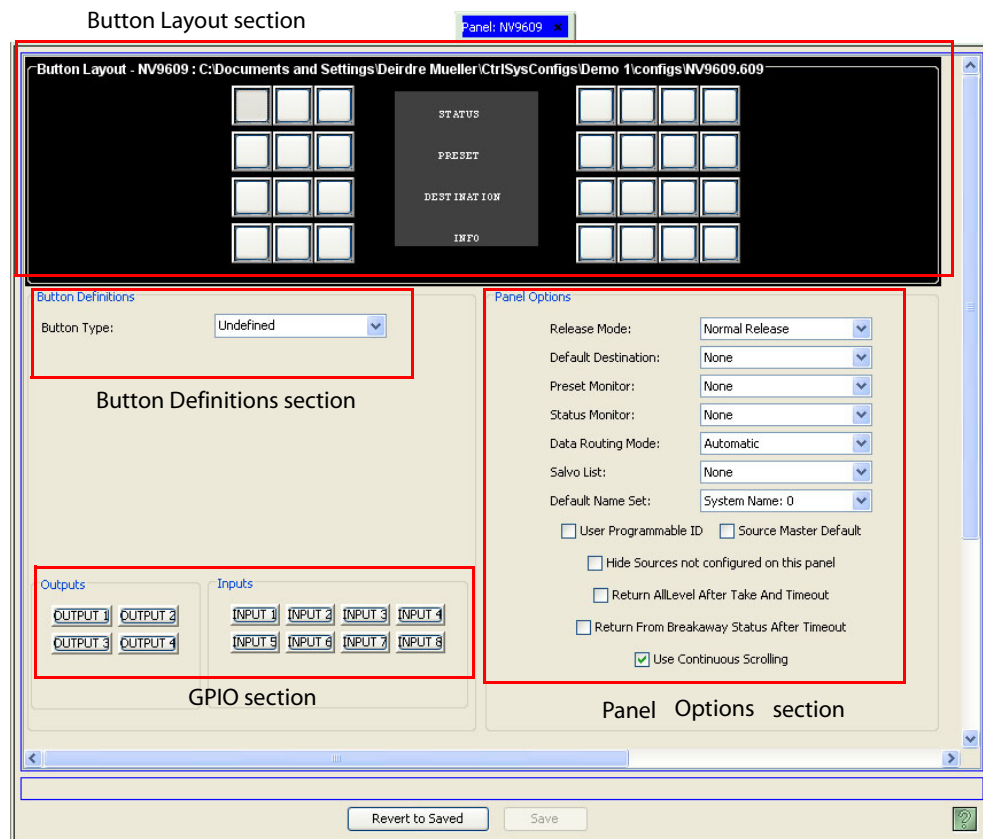 Button Layout section
Panel: NV9609 ×
Button Layout - NV9609 : C:\Documents and Settings\Deirdre Mueller\CtrlSysConfigs\Demo 1\configs\NV9609.609
STATUS
PRESET
DESTINATION
INFO
Button Definitions
Button Type: Undefined
Button Definitions section
Panel Options
Release Mode: Normal Release
Default Destination: None
Preset Monitor: None
Status Monitor: None
Data Routing Mode: Automatic
Salvo List: None
Default Name Set: System Name: 0
User Programmable ID Source Master Default
Hide Sources not configured on this panel
Return AllLevel After Take And Timeout
Return From Breakaway Status After Timeout
Use Continuous Scrolling
Panel Options section
Outputs
OUTPUT 1 OUTPUT 2
OUTPUT 3 OUTPUT 4
Inputs
INPUT 1 INPUT 2 INPUT 3 INPUT 4
INPUT 5 INPUT 6 INPUT 7 INPUT 8
GPIO section
Revert to Saved Save
?